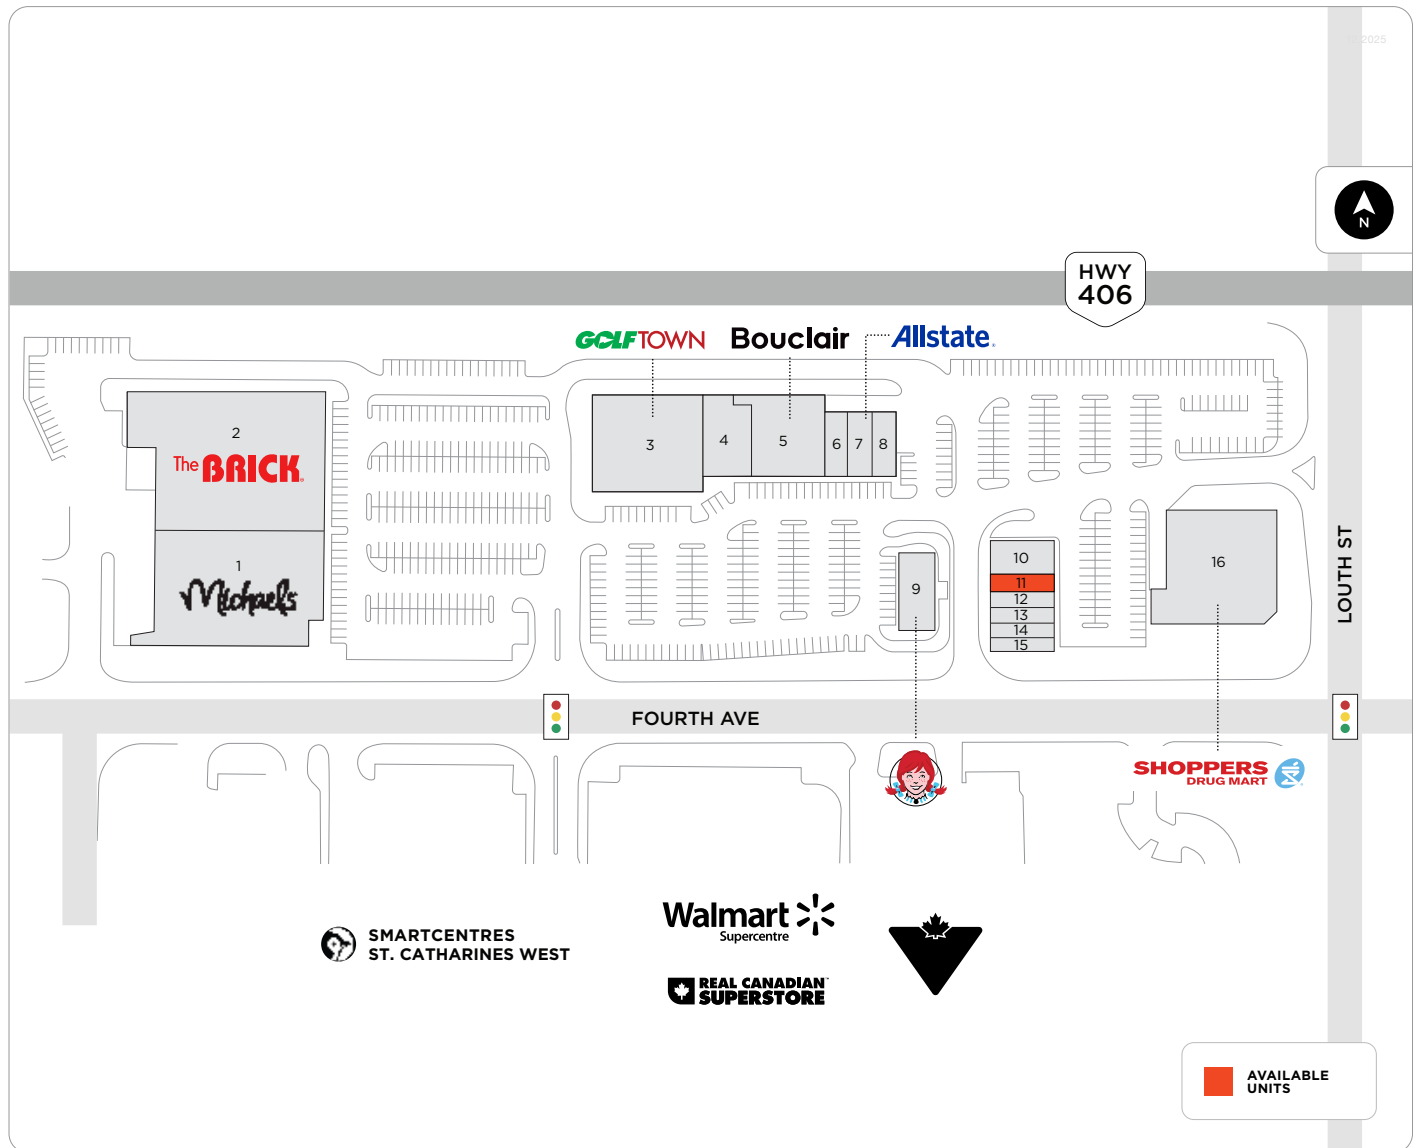 2025
N
HWY
406
GOLFTOWN
Bouclair
Allstate
2
The BRICK
1
Michaels
3
4
5
6
7
8
9
10
11
12
13
14
15
16
LOUTH ST
FOURTH AVE
SHOPPERS
DRUG MART
SMARTCENTRES
ST. CATHARINES WEST
Walmart
Supercentre
REAL CANADIAN
SUPERSTORE
AVAILABLE
UNITS